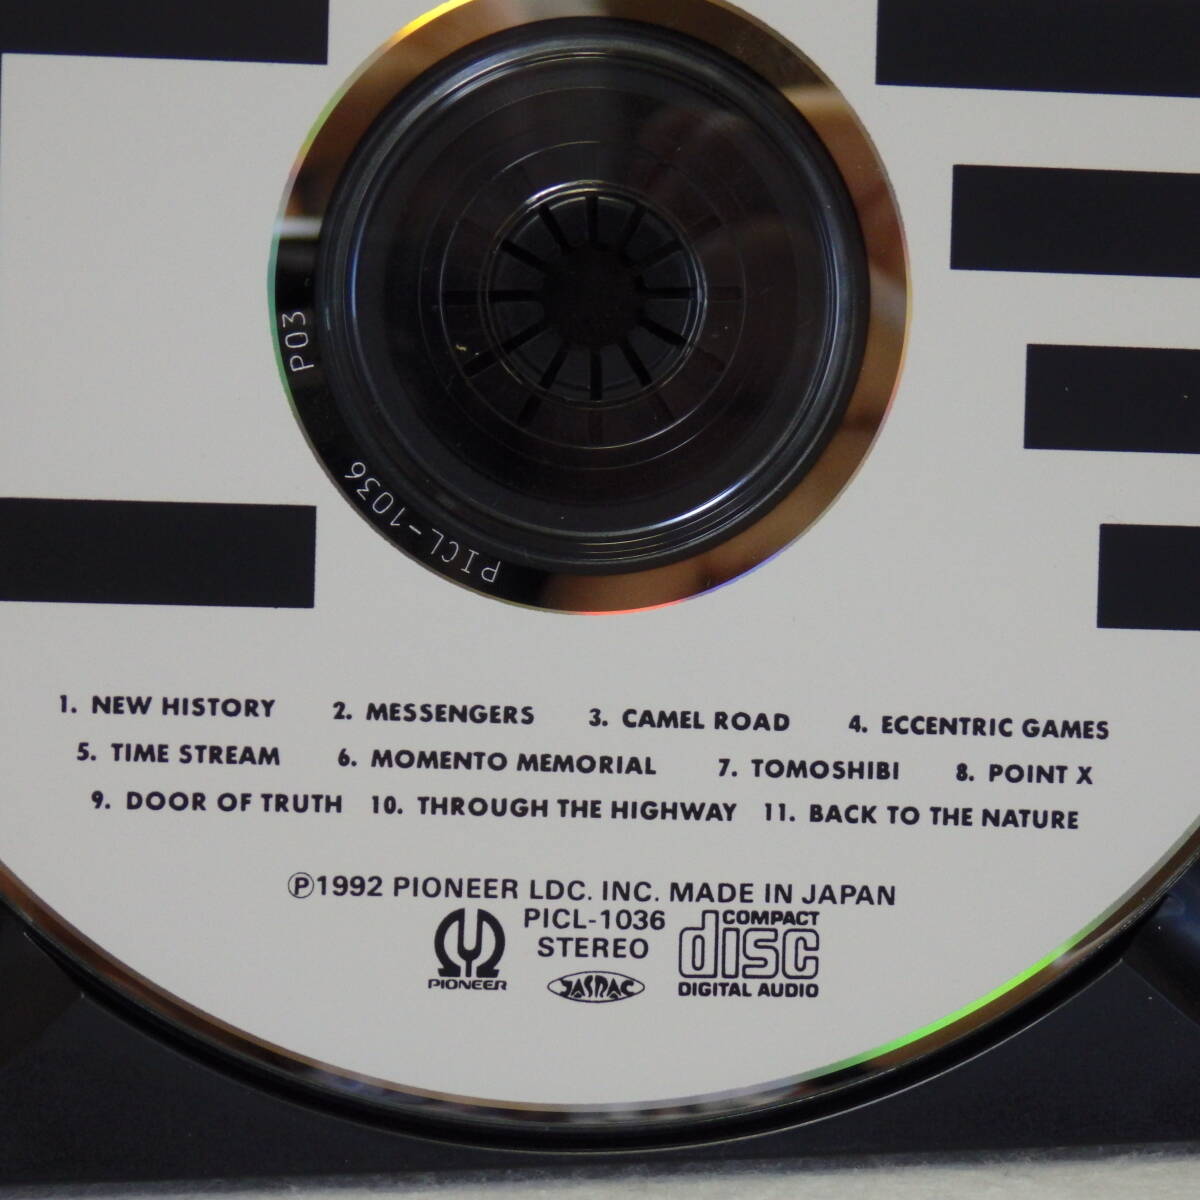 P03
PICL-1036
1. NEW HISTORY 2. MESSENGERS 3. CAMEL ROAD 4. ECCENTRIC GAMES
5. TIME STREAM 6. MOMENTO MEMORIAL 7. TOMOSHIBI 8. POINT X
9. DOOR OF TRUTH 10. THROUGH THE HIGHWAY 11. BACK TO THE NATURE
℗1992 PIONEER LDC. INC. MADE IN JAPAN
PICL-1036
STEREO
PIONEER
JASRAC
COMPACT
disc
DIGITAL AUDIO